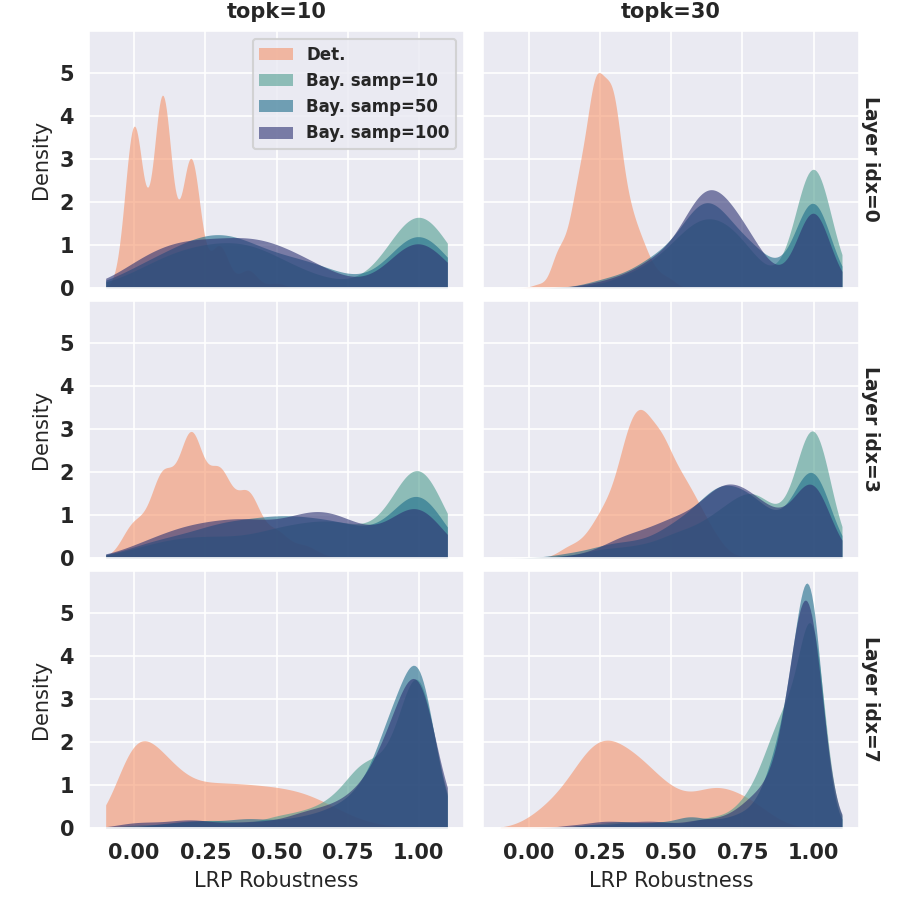 topk=10
topk=30
Det.
Bay. samp=10
Bay. samp=50
Bay. samp=100
Density
5
4
3
2
1
0
Layer idx=0
Density
5
4
3
2
1
0
Layer idx=3
Density
5
4
3
2
1
0
Layer idx=7
0.00 0.25 0.50 0.75 1.00
0.00 0.25 0.50 0.75 1.00
LRP Robustness
LRP Robustness